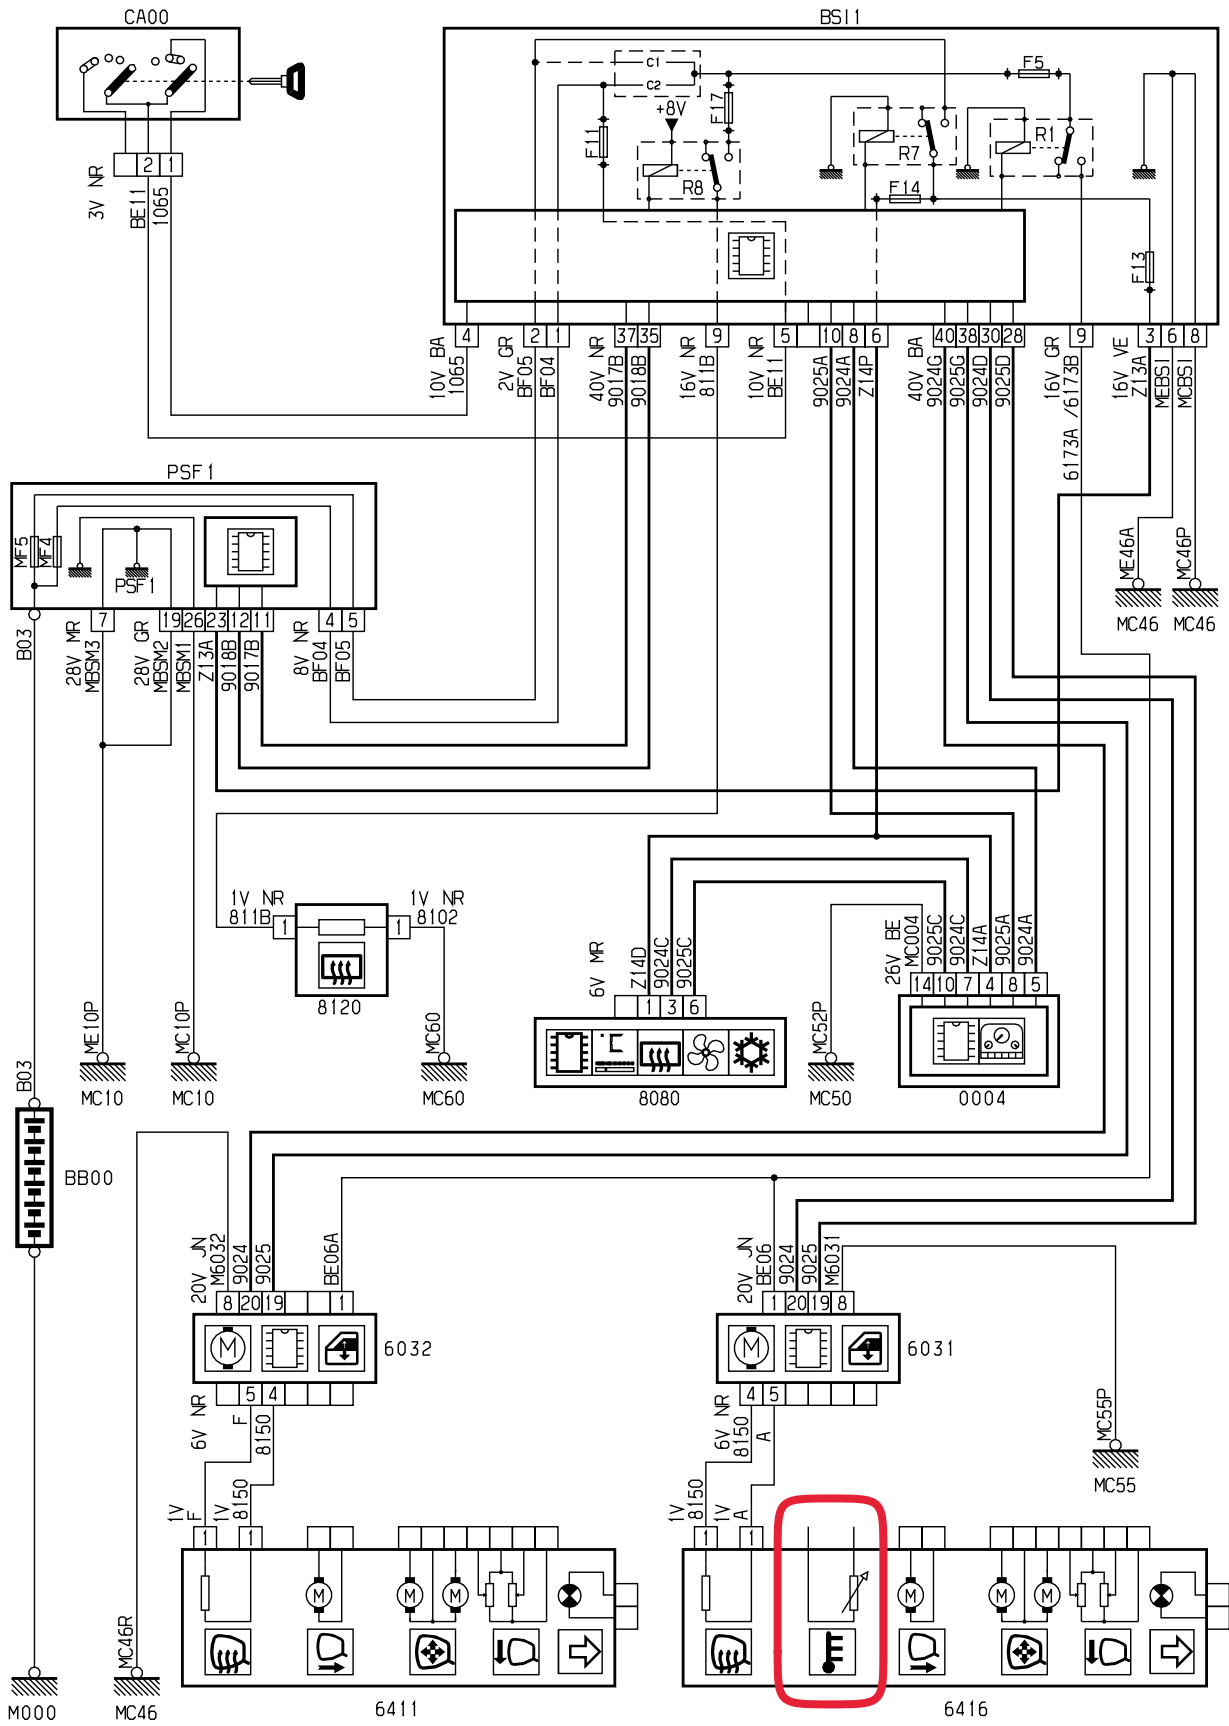 CA00
BSI1
C1
C2
F5
+8V
F17
F11
R8
R7
R1
F14
F13
2 1
3V NR
BE11
1065
4 2 1 37 35 9 5 10 8 6 40 38 30 28 9 3 6 8
10V BA
1065
2V GR
BF05
BF04
40V NR
9017B
9018B
16V NR
811B
10V NR
BE11
9025A
9024A
Z14P
40V BA
9024G
9025G
9024D
9025D
16V GR
6173A /6173B
16V VE
Z13A
MEBSI
MCBSI
PSF1
MF5
MF4
PSF1
7 19 26 23 12 11 4 5
B03
28V MR
MBSM3
28V GR
MBSM2
MBSM1
Z13A
9018B
9017B
8V NR
BF04
BF05
ME46A
MC46P
MC46 MC46
1V NR
811B
1V NR
8102
1 1
8120
6V MR
Z14D
9024C
9025C
1 3 6
°C
8080
26V BE
MC004
9025C
9024C
Z14A
9025A
9024A
14 10 7 4 8 5
0004
B03
ME10P
MC10P
MC60
MC52P
MC10 MC10 MC60 MC50
BB00
20V JN
M6032
9024
9025
BE06A
8 20 19 1
M
6032
5 4
20V JN
BE06
9024
9025
M6031
1 20 19 8
M
6031
4 5
6V NR
F
8150
6V NR
8150
A
MC55P
MC55
1V
F
1V
8150
1V
8150
1V
A
1 1 1 1
M M M M M M
MC46R
M000 MC46 6411 6416